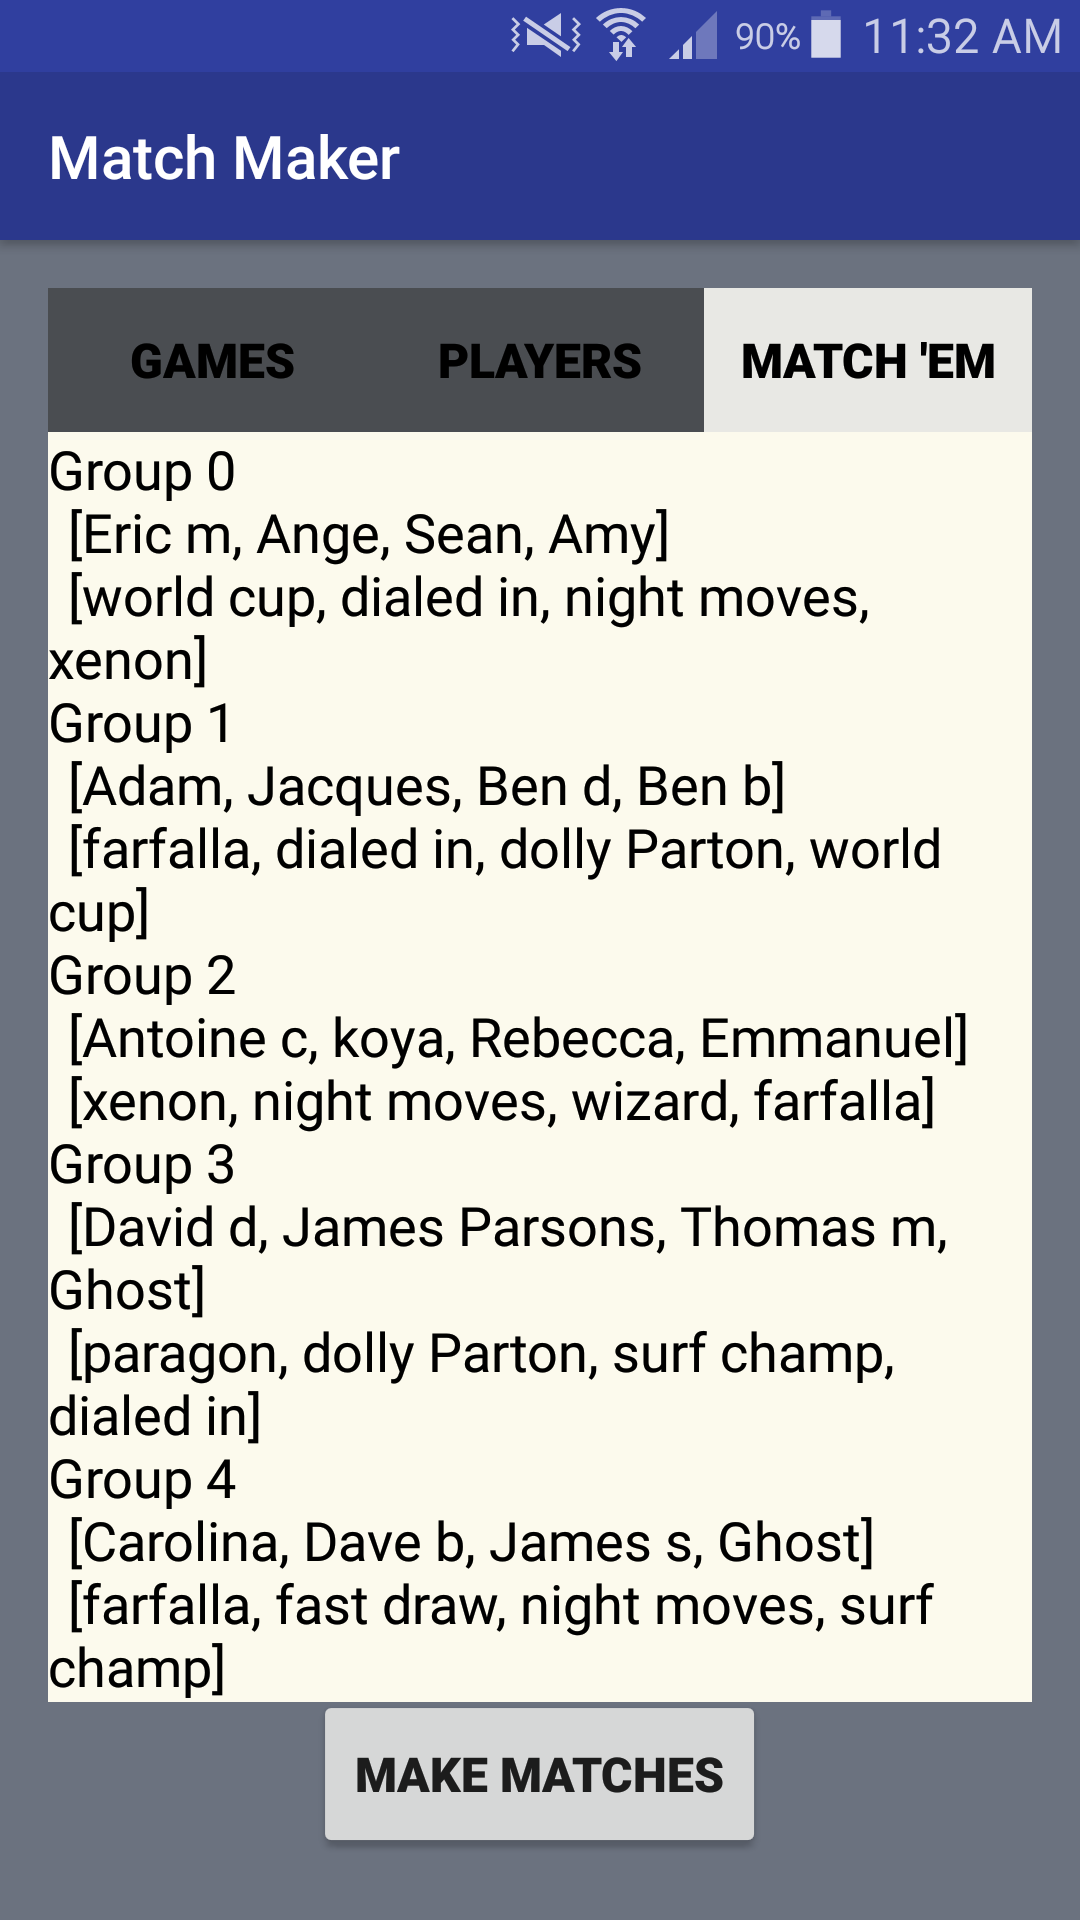 90% 11:32 AM
Match Maker
GAMES PLAYERS MATCH 'EM
Group 0
[Eric m, Ange, Sean, Amy]
[world cup, dialed in, night moves,
xenon]
Group 1
[Adam, Jacques, Ben d, Ben b]
[farfalla, dialed in, dolly Parton, world
cup]
Group 2
[Antoine c, koya, Rebecca, Emmanuel]
[xenon, night moves, wizard, farfalla]
Group 3
[David d, James Parsons, Thomas m,
Ghost]
[paragon, dolly Parton, surf champ,
dialed in]
Group 4
[Carolina, Dave b, James s, Ghost]
[farfalla, fast draw, night moves, surf
champ]
MAKE MATCHES